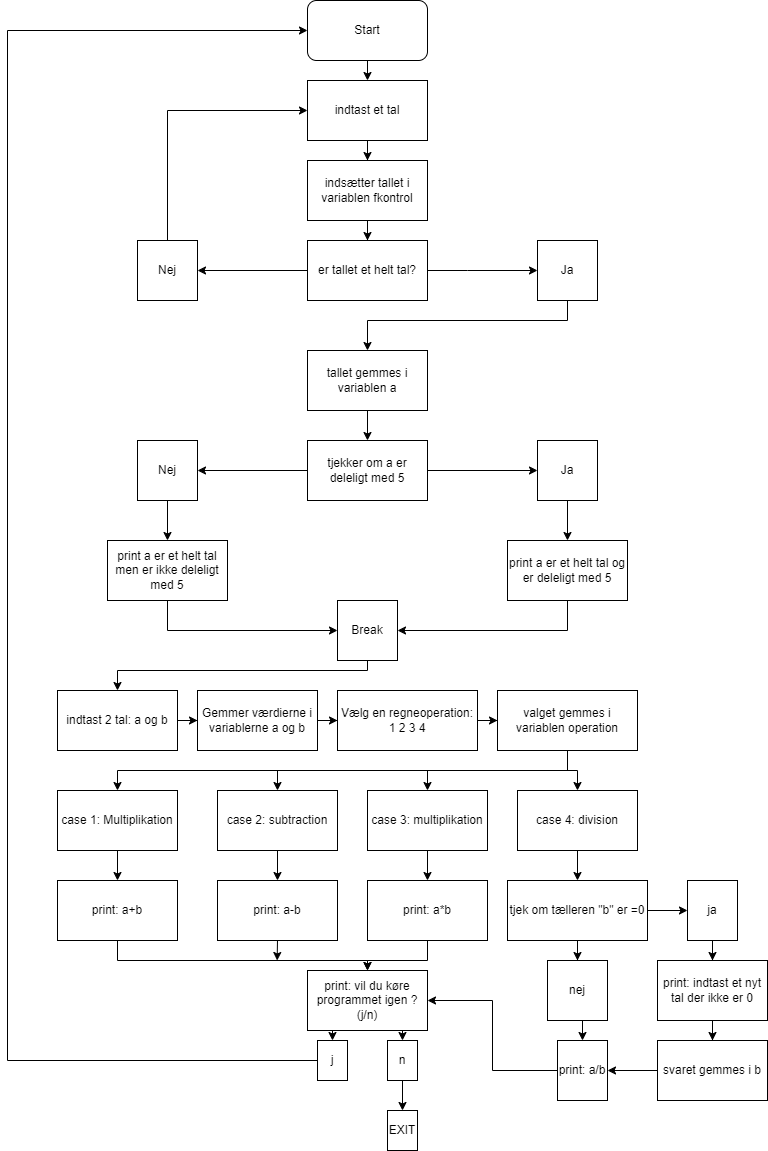 Start
indtast et tal
indsætter tallet i
variablen fkontrol
Nej
er tallet et helt tal?
Ja
tallet gemmes i
variablen a
Nej
tjekker om a er
deleligt med 5
Ja
print a er et helt tal
men er ikke deleligt
med 5
print a er et helt tal og
er deleligt med 5
Break
indtast 2 tal: a og b
Gemmer værdierne i
variablerne a og b
Vælg en regneoperation:
1 2 3 4
valget gemmes i
variablen operation
case 1: Multiplikation
case 2: subtraction
case 3: multiplikation
case 4: division
print: a+b
print: a-b
print: a*b
tjek om tælleren "b" er =0
ja
print: vil du køre
programmet igen ?
(j/n)
nej
print: indtast et nyt
tal der ikke er 0
j
n
print: a/b
svaret gemmes i b
EXIT